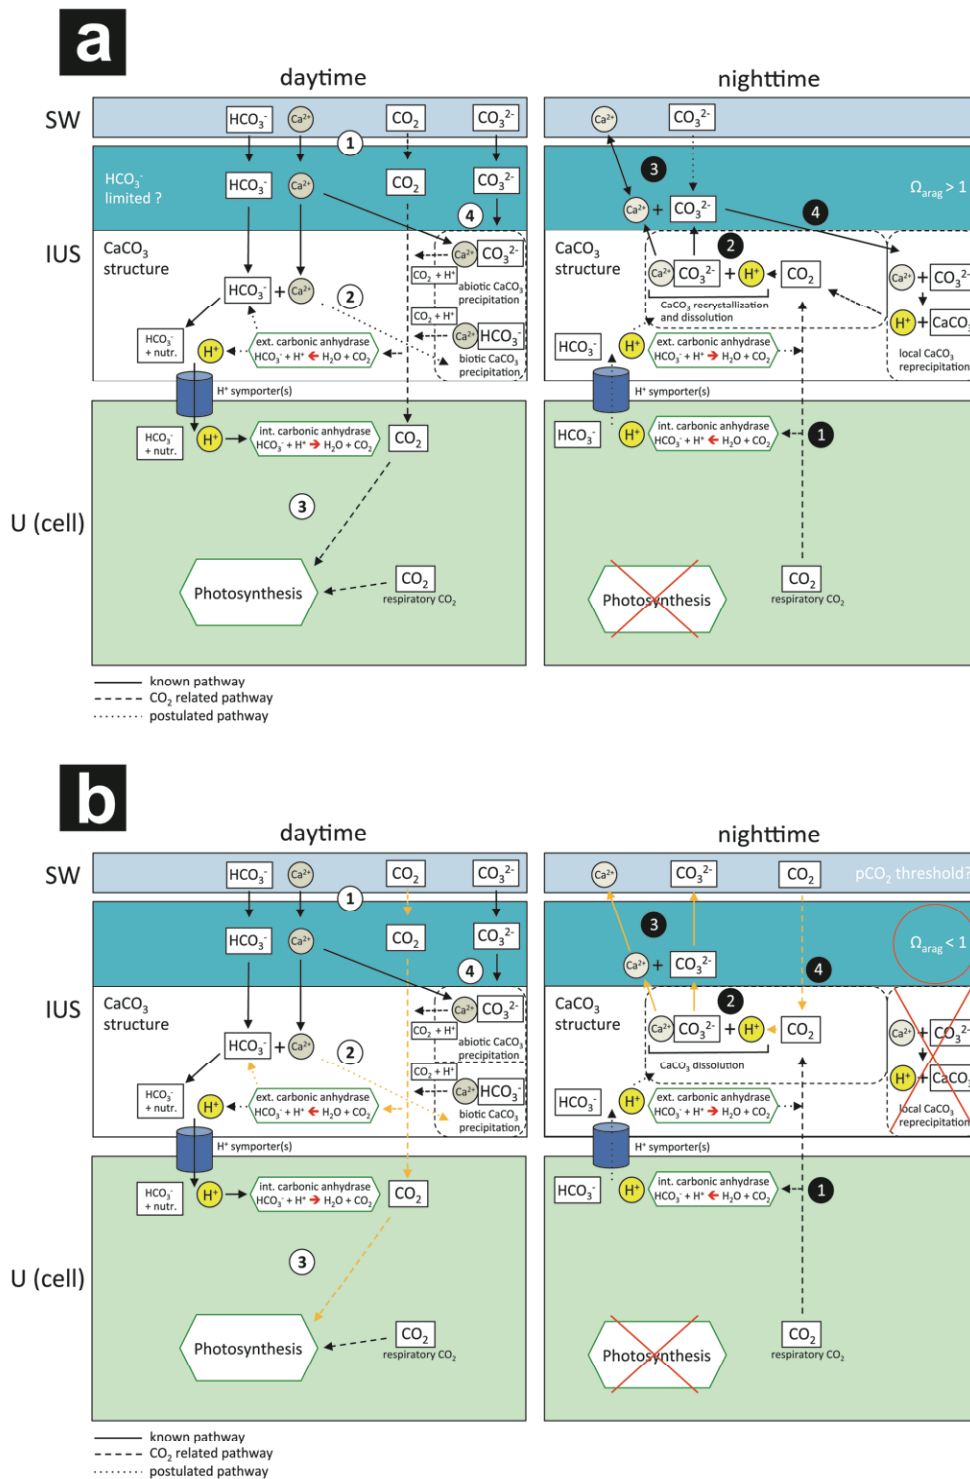 a
daytime
nighttime
SW
HCO₃⁻
Ca²⁺
CO₂
CO₃²⁻
1
HCO₃⁻
limited ?
HCO₃⁻
Ca²⁺
CO₂
CO₃²⁻
4
IUS
CaCO₃
structure
Ca²⁺
CO₃²⁻
CO₂ + H⁺
abiotic CaCO₃
precipitation
HCO₃⁻ + Ca²⁺
2
CO₂ + H⁺
Ca²⁺
HCO₃⁻
biotic CaCO₃
precipitation
HCO₃⁻
+ nutr.
H⁺
ext. carbonic anhydrase
HCO₃⁻ + H⁺ ← H₂O + CO₂
H⁺ symporter(s)
HCO₃⁻
+ nutr.
H⁺
int. carbonic anhydrase
HCO₃⁻ + H⁺ → H₂O + CO₂
CO₂
U (cell)
3
Photosynthesis
CO₂
respiratory CO₂
Ca²⁺
CO₃²⁻
3
Ωarag > 1
Ca²⁺ + CO₃²⁻
4
2
CaCO₃
structure
Ca²⁺
CO₃²⁻ + H⁺
CO₂
CaCO₃ recrystallization
and dissolution
Ca²⁺ + CO₃²⁻
H⁺ + CaCO₃
local CaCO₃
reprecipitation
HCO₃⁻
H⁺
ext. carbonic anhydrase
HCO₃⁻ + H⁺ → H₂O + CO₂
HCO₃⁻
H⁺
int. carbonic anhydrase
HCO₃⁻ + H⁺ ← H₂O + CO₂
1
Photosynthesis
CO₂
respiratory CO₂
known pathway
CO₂ related pathway
postulated pathway
b
daytime
nighttime
SW
HCO₃⁻
Ca²⁺
CO₂
CO₃²⁻
1
HCO₃⁻
Ca²⁺
CO₂
CO₃²⁻
4
IUS
CaCO₃
structure
Ca²⁺
CO₃²⁻
CO₂ + H⁺
abiotic CaCO₃
precipitation
HCO₃⁻ + Ca²⁺
2
CO₂ + H⁺
Ca²⁺
HCO₃⁻
biotic CaCO₃
precipitation
HCO₃⁻
+ nutr.
H⁺
ext. carbonic anhydrase
HCO₃⁻ + H⁺ ← H₂O + CO₂
H⁺ symporter(s)
HCO₃⁻
+ nutr.
H⁺
int. carbonic anhydrase
HCO₃⁻ + H⁺ → H₂O + CO₂
CO₂
U (cell)
3
Photosynthesis
CO₂
respiratory CO₂
Ca²⁺
CO₃²⁻
CO₂
pCO₂ threshold?
3
Ωarag < 1
Ca²⁺ + CO₃²⁻
4
2
CaCO₃
structure
Ca²⁺
CO₃²⁻ + H⁺
CO₂
CaCO₃ dissolution
Ca²⁺ + CO₃²⁻
H⁺ + CaCO₃
local CaCO₃
reprecipitation
HCO₃⁻
H⁺
ext. carbonic anhydrase
HCO₃⁻ + H⁺ → H₂O + CO₂
HCO₃⁻
H⁺
int. carbonic anhydrase
HCO₃⁻ + H⁺ ← H₂O + CO₂
1
Photosynthesis
CO₂
respiratory CO₂
known pathway
CO₂ related pathway
postulated pathway